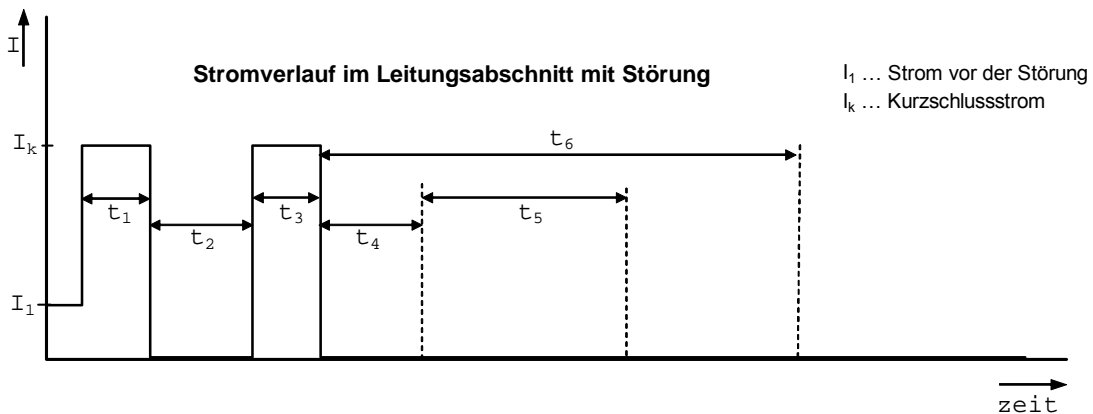 I
Stromverlauf im Leitungsabschnitt mit Störung
I₁ … Strom vor der Störung
Iₖ … Kurzschlussstrom
Iₖ
t₆
t₁
t₃
t₅
t₂
t₄
I₁
zeit